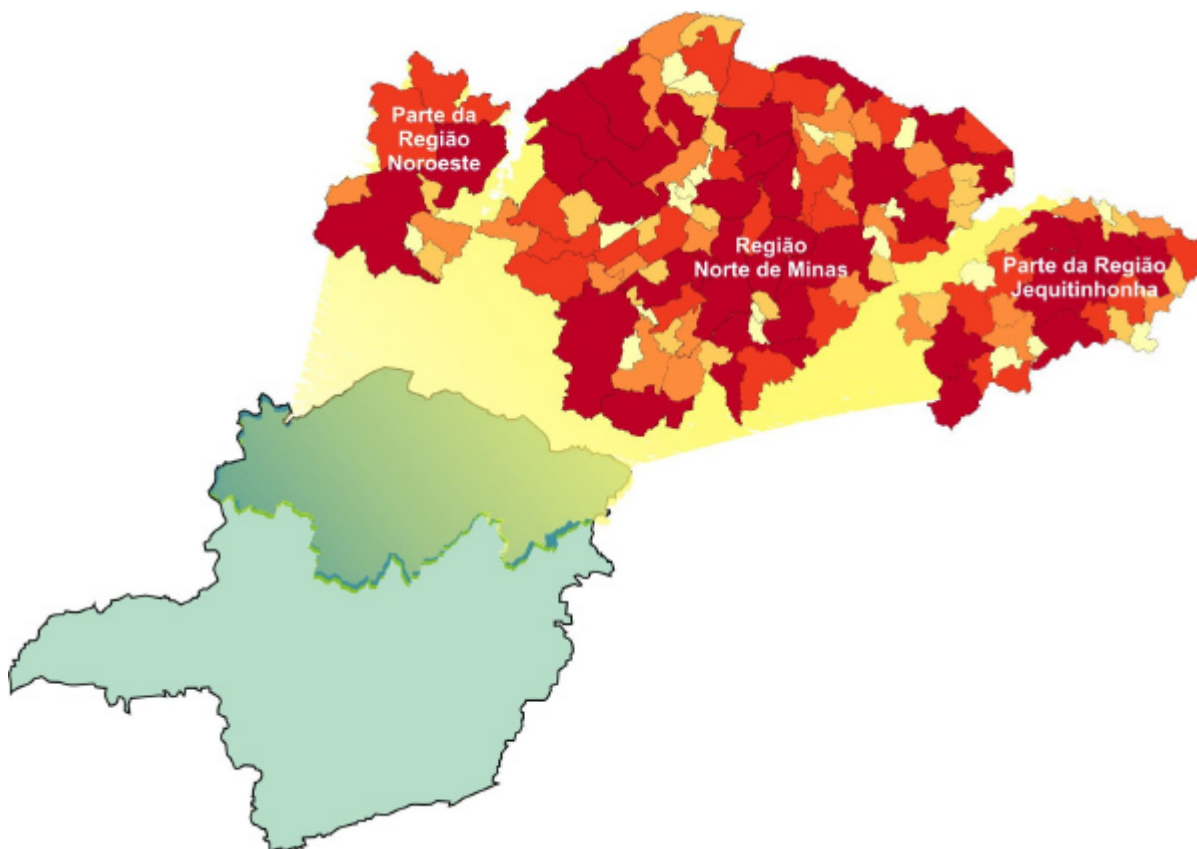 Parte da
Região
Noroeste
Região
Norte de Minas
Parte da Região
Jequitinhonha